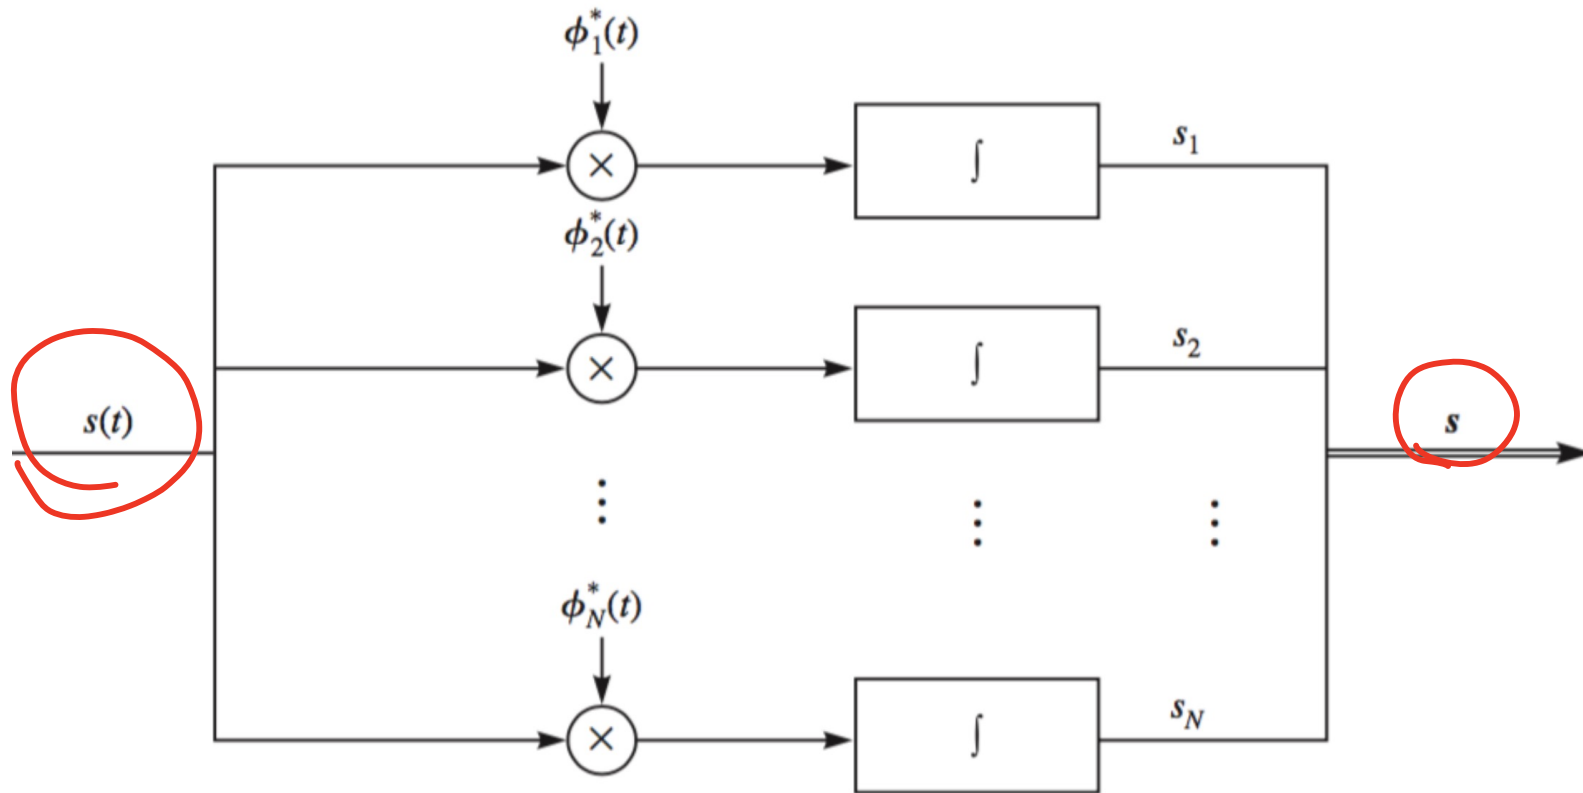 ϕ₁*(t)
×
∫
s₁
ϕ₂*(t)
×
∫
s₂
s(t)
s
⋮
⋮
⋮
ϕ_N*(t)
×
∫
s_N